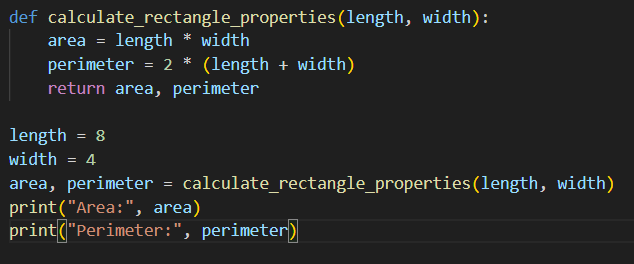 def calculate_rectangle_properties(length, width):
    area = length * width
    perimeter = 2 * (length + width)
    return area, perimeter

length = 8
width = 4
area, perimeter = calculate_rectangle_properties(length, width)
print("Area:", area)
print("Perimeter:", perimeter)